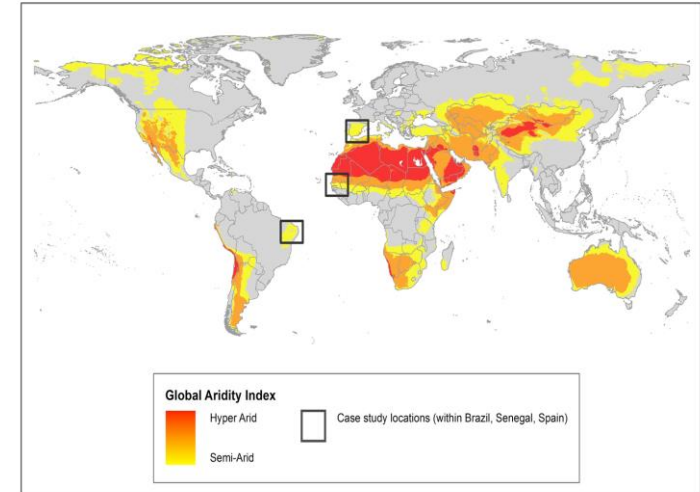 Global Aridity Index
Hyper Arid
Case study locations (within Brazil, Senegal, Spain)
Semi-Arid